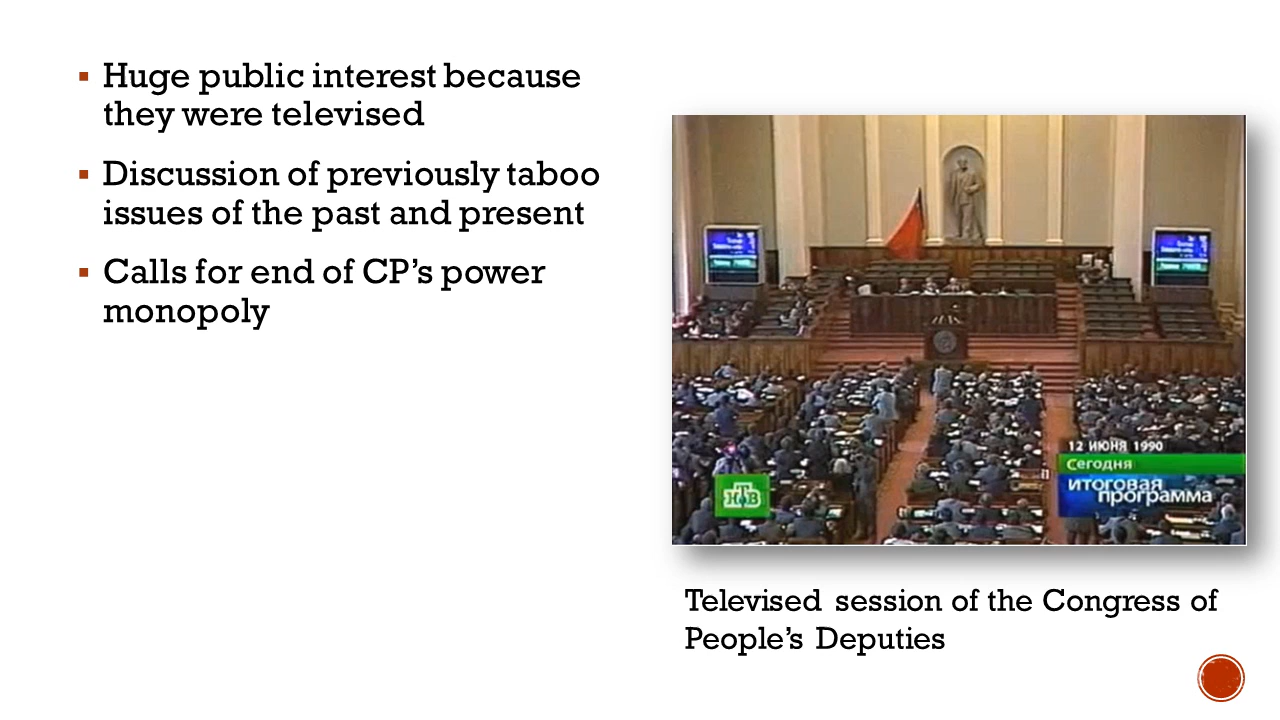 Huge public interest because
they were televised
Discussion of previously taboo
issues of the past and present
Calls for end of CP’s power
monopoly
12 ИЮНЯ 1990
Сегодня
итоговая
программа
НТВ
Televised session of the Congress of
People’s Deputies